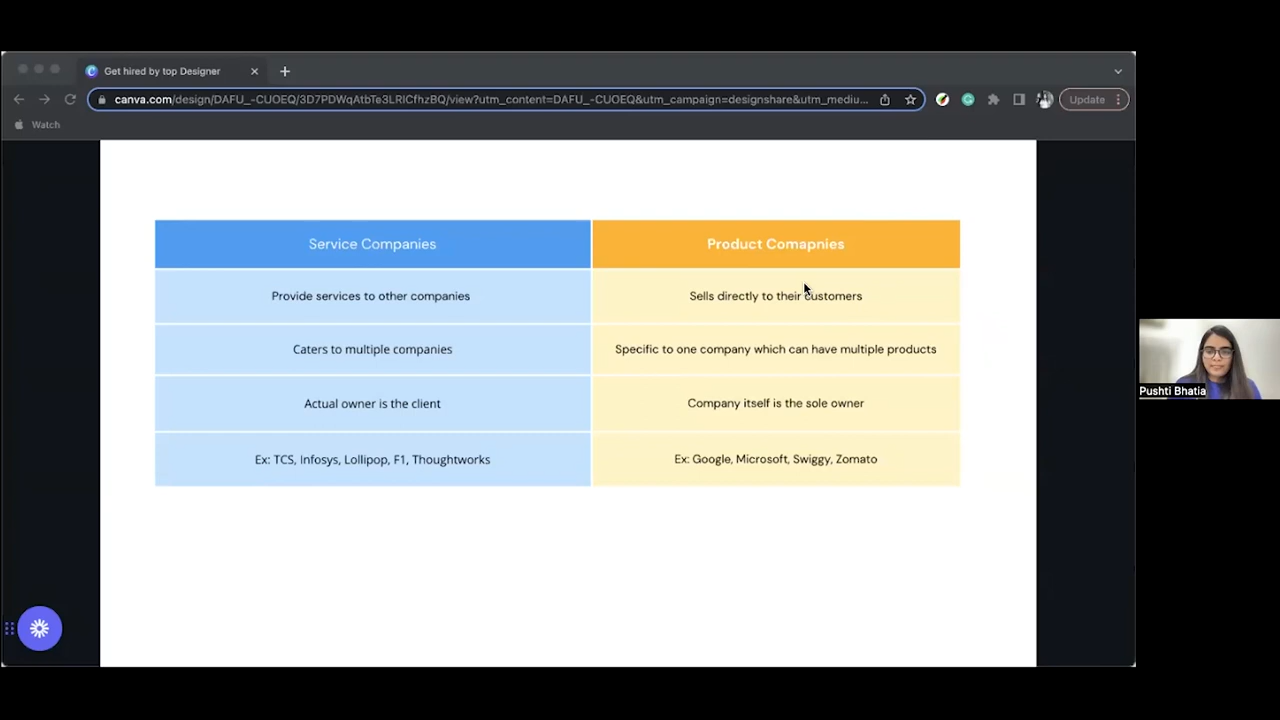 Get hired by top Designer
canva.com/design/DAFU_-CUOEQ/3D7PDWqAtbTe3LRlCfhzBQ/view?utm_content=DAFU_-CUOEQ&utm_campaign=designshare&utm_mediu...
Update
Watch
Service Companies
Product Comapnies
Provide services to other companies
Sells directly to their customers
Caters to multiple companies
Specific to one company which can have multiple products
Actual owner is the client
Company itself is the sole owner
Ex: TCS, Infosys, Lollipop, F1, Thoughtworks
Ex: Google, Microsoft, Swiggy, Zomato
Pushti Bhatia